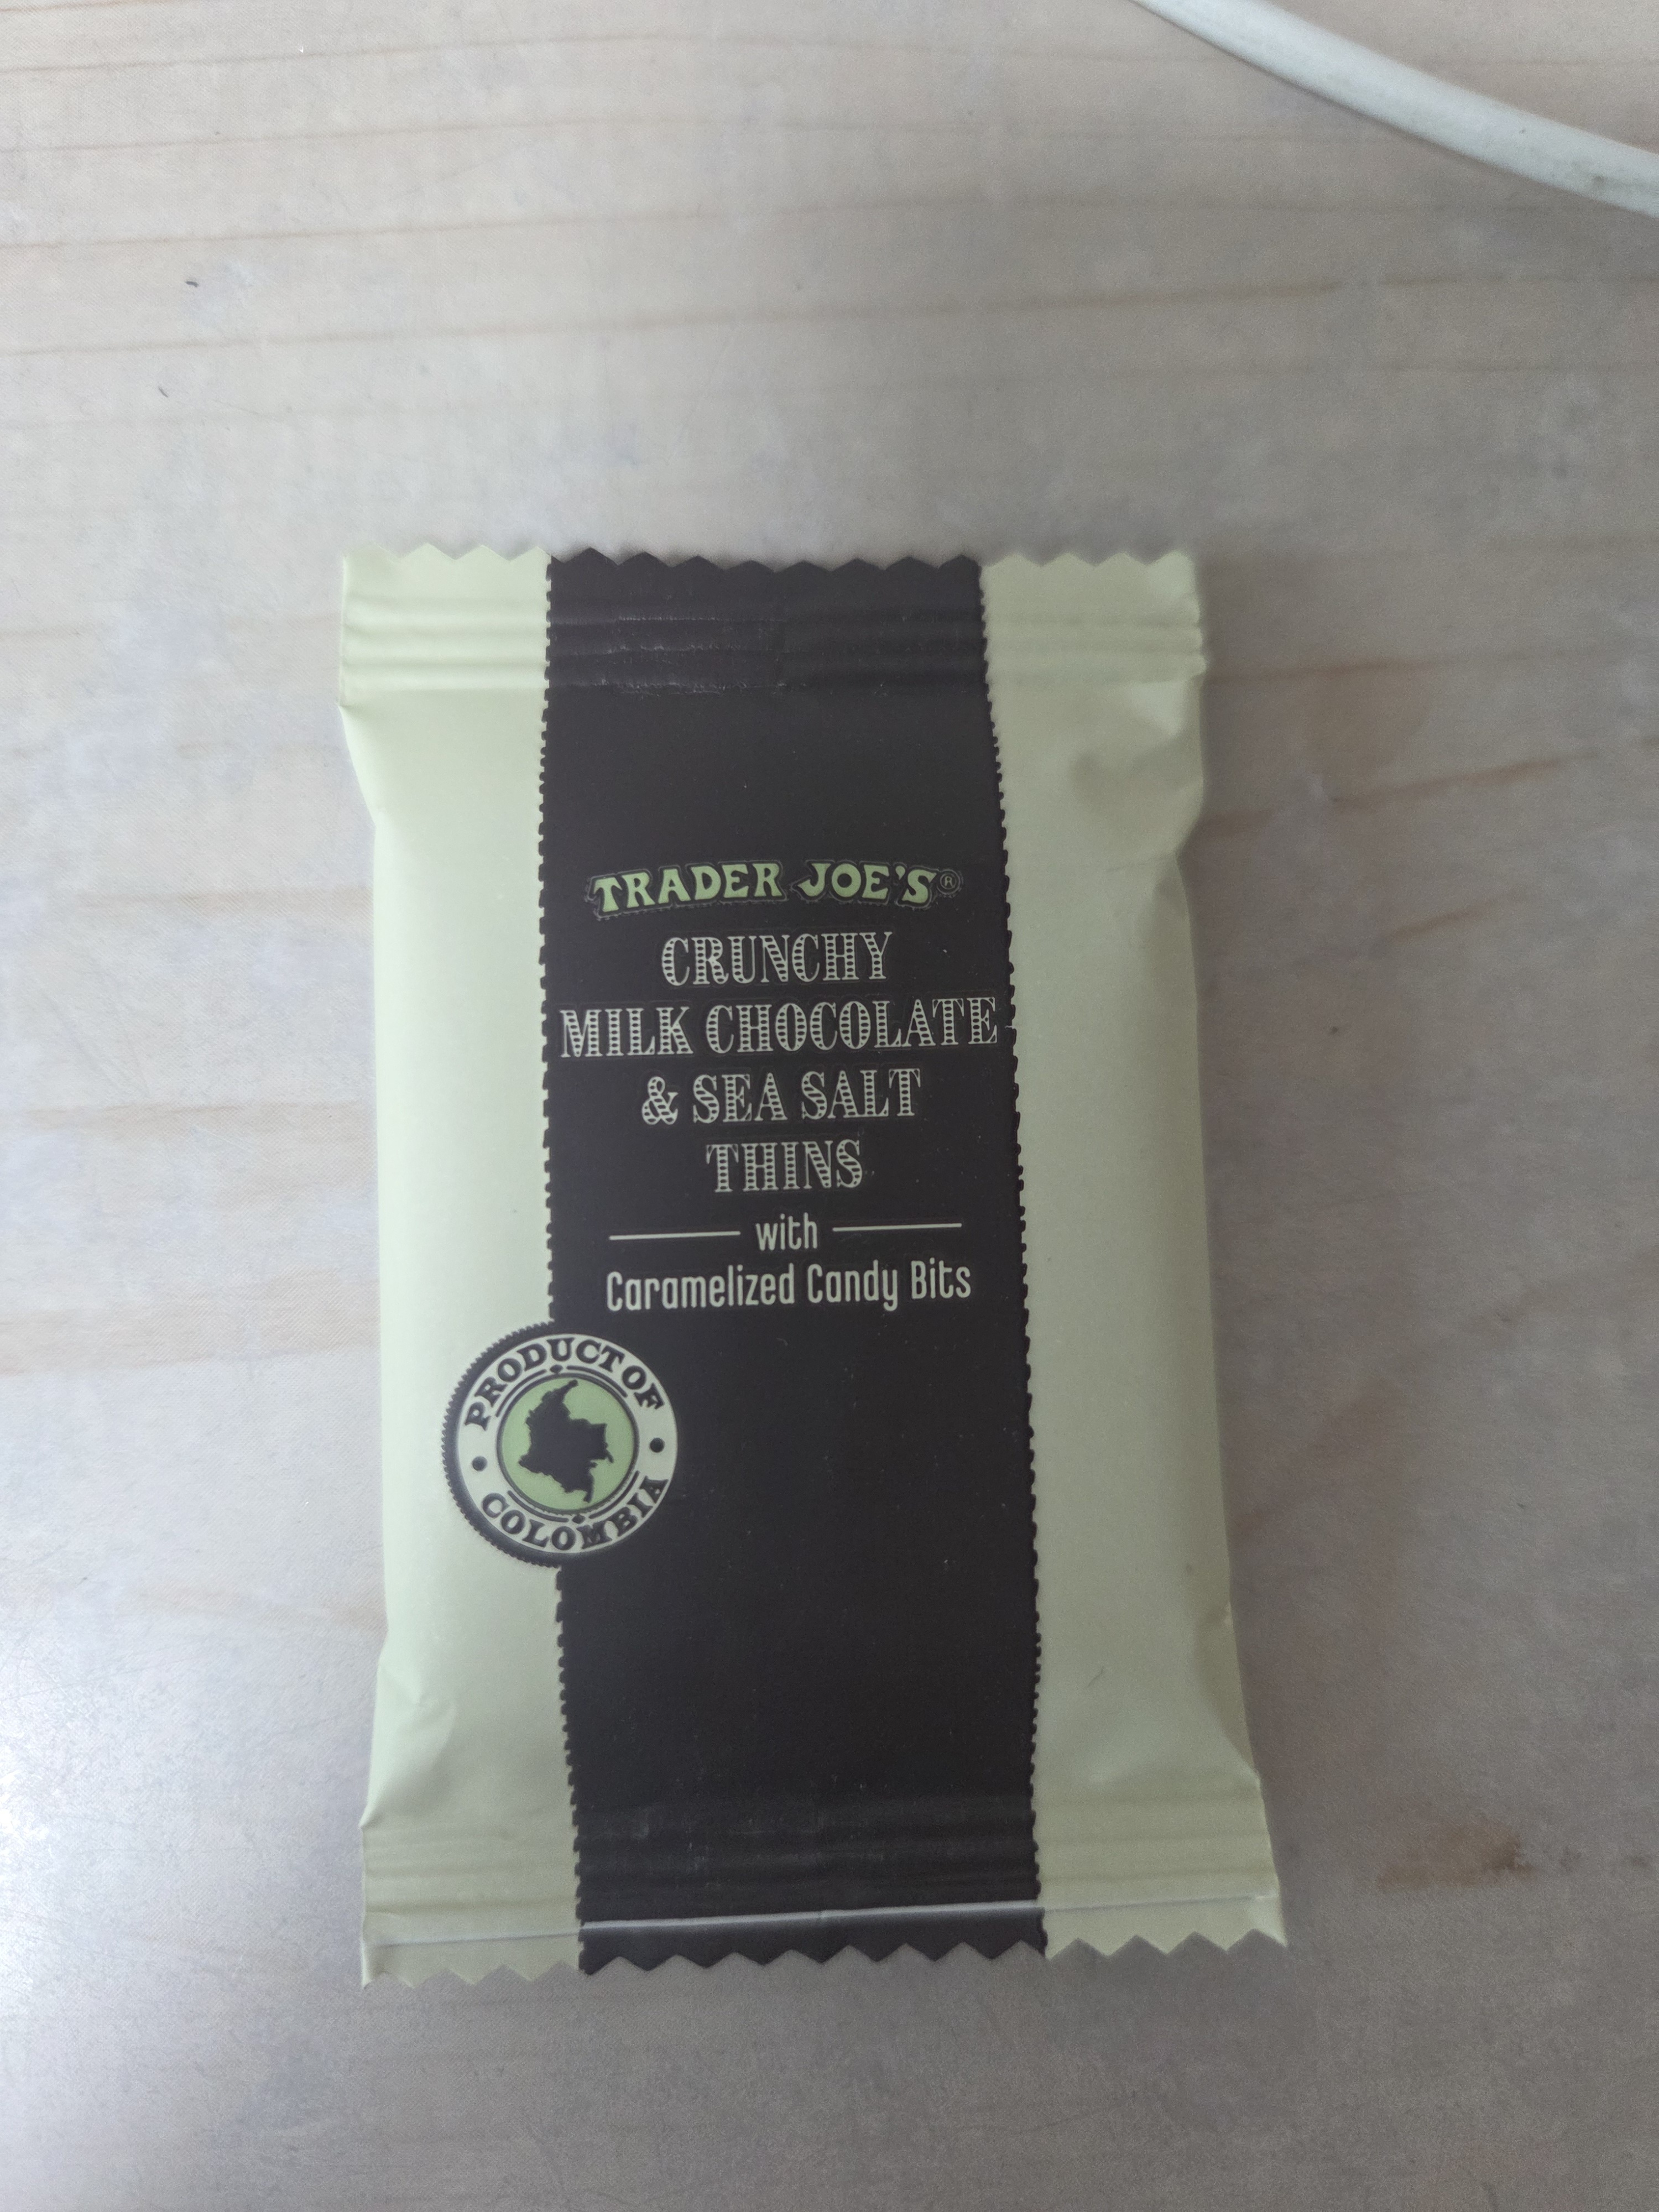 TRADER JOE'S®
CRUNCHY
MILK CHOCOLATE
& SEA SALT
THINS
with
Caramelized Candy Bits
PRODUCT OF
COLOMBIA